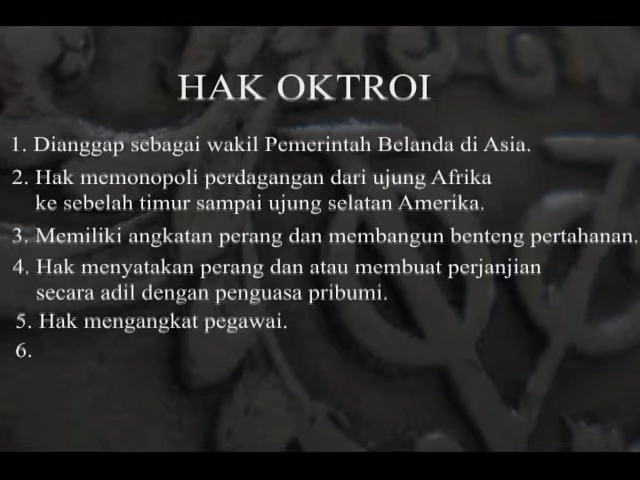 HAK OKTROI
1. Dianggap sebagai wakil Pemerintah Belanda di Asia.
2. Hak memonopoli perdagangan dari ujung Afrika
ke sebelah timur sampai ujung selatan Amerika.
3. Memiliki angkatan perang dan membangun benteng pertahanan.
4. Hak menyatakan perang dan atau membuat perjanjian
secara adil dengan penguasa pribumi.
5. Hak mengangkat pegawai.
6.